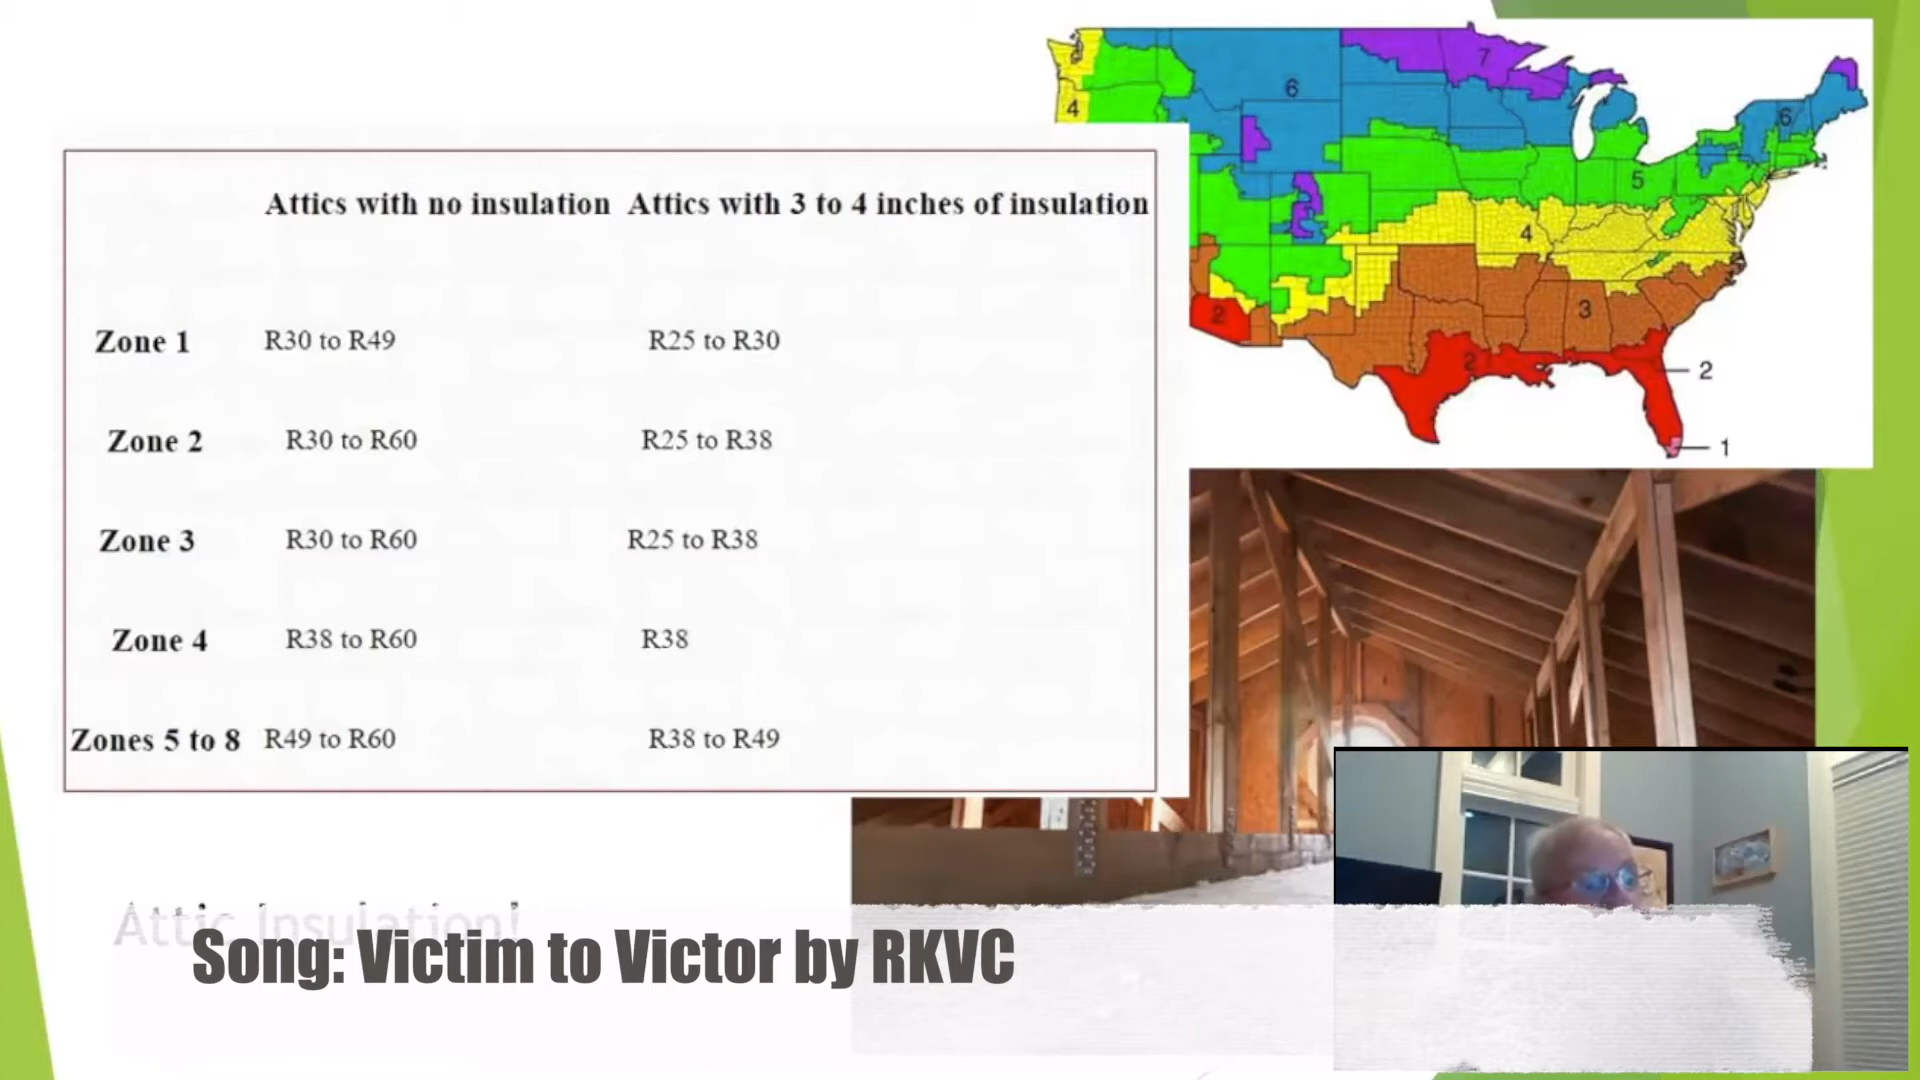 Attics with no insulation Attics with 3 to 4 inches of insulation
Zone 1 R30 to R49 R25 to R30
Zone 2 R30 to R60 R25 to R38
Zone 3 R30 to R60 R25 to R38
Zone 4 R38 to R60 R38
Zones 5 to 8 R49 to R60 R38 to R49
7
6
6
4
5
4
3
2
2
2
1
Attic Insulation!
Song: Victim to Victor by RKVC